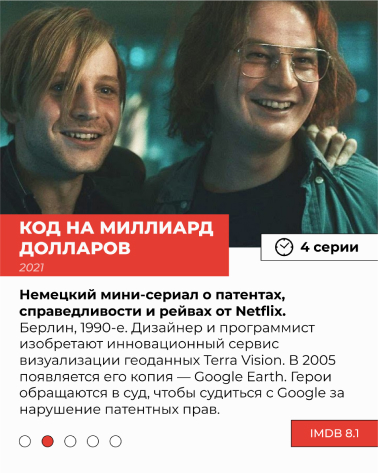 КОД НА МИЛЛИАРД
ДОЛЛАРОВ
2021
4 серии
Немецкий мини-сериал о патентах,
справедливости и рейвах от Netflix.
Берлин, 1990-е. Дизайнер и программист
изобретают инновационный сервис
визуализации геоданных Terra Vision. В 2005
появляется его копия — Google Earth. Герои
обращаются в суд, чтобы судиться с Google за
нарушение патентных прав.
IMDB 8.1